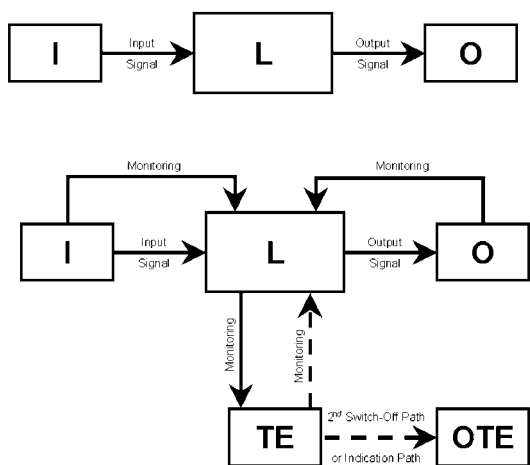 I
Input
Signal
L
Output
Signal
O
Monitoring
Monitoring
I
Input
Signal
L
Output
Signal
O
Monitoring
Monitoring
TE
2nd Switch-Off Path
or Indication Path
OTE